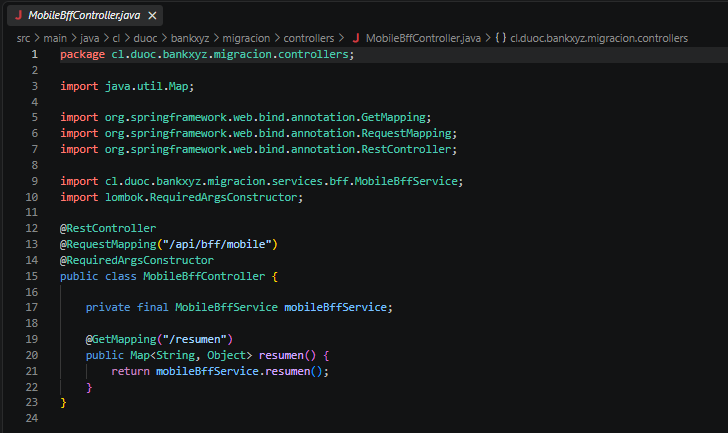 J MobileBffController.java ×
src > main > java > cl > duoc > bankxyz > migracion > controllers > J MobileBffController.java > {} cl.duoc.bankxyz.migracion.controllers
1 package cl.duoc.bankxyz.migracion.controllers;
2
3 import java.util.Map;
4
5 import org.springframework.web.bind.annotation.GetMapping;
6 import org.springframework.web.bind.annotation.RequestMapping;
7 import org.springframework.web.bind.annotation.RestController;
8
9 import cl.duoc.bankxyz.migracion.services.bff.MobileBffService;
10 import lombok.RequiredArgsConstructor;
11
12 @RestController
13 @RequestMapping("/api/bff/mobile")
14 @RequiredArgsConstructor
15 public class MobileBffController {
16
17     private final MobileBffService mobileBffService;
18
19     @GetMapping("/resumen")
20     public Map<String, Object> resumen() {
21         return mobileBffService.resumen();
22     }
23 }
24